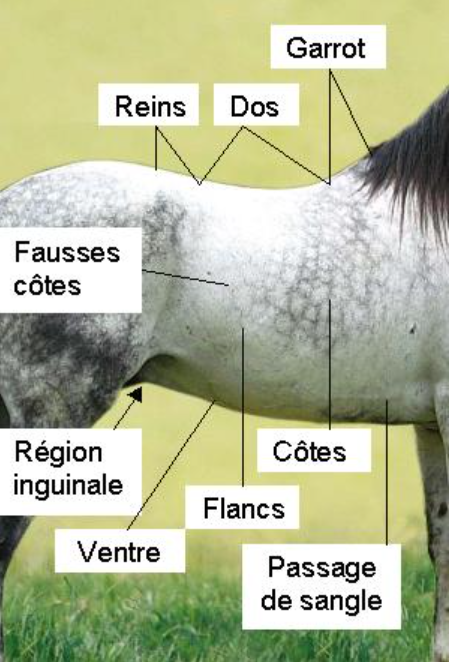 Garrot
Reins
Dos
Fausses
côtes
Région
inguinale
Côtes
Flancs
Ventre
Passage
de sangle